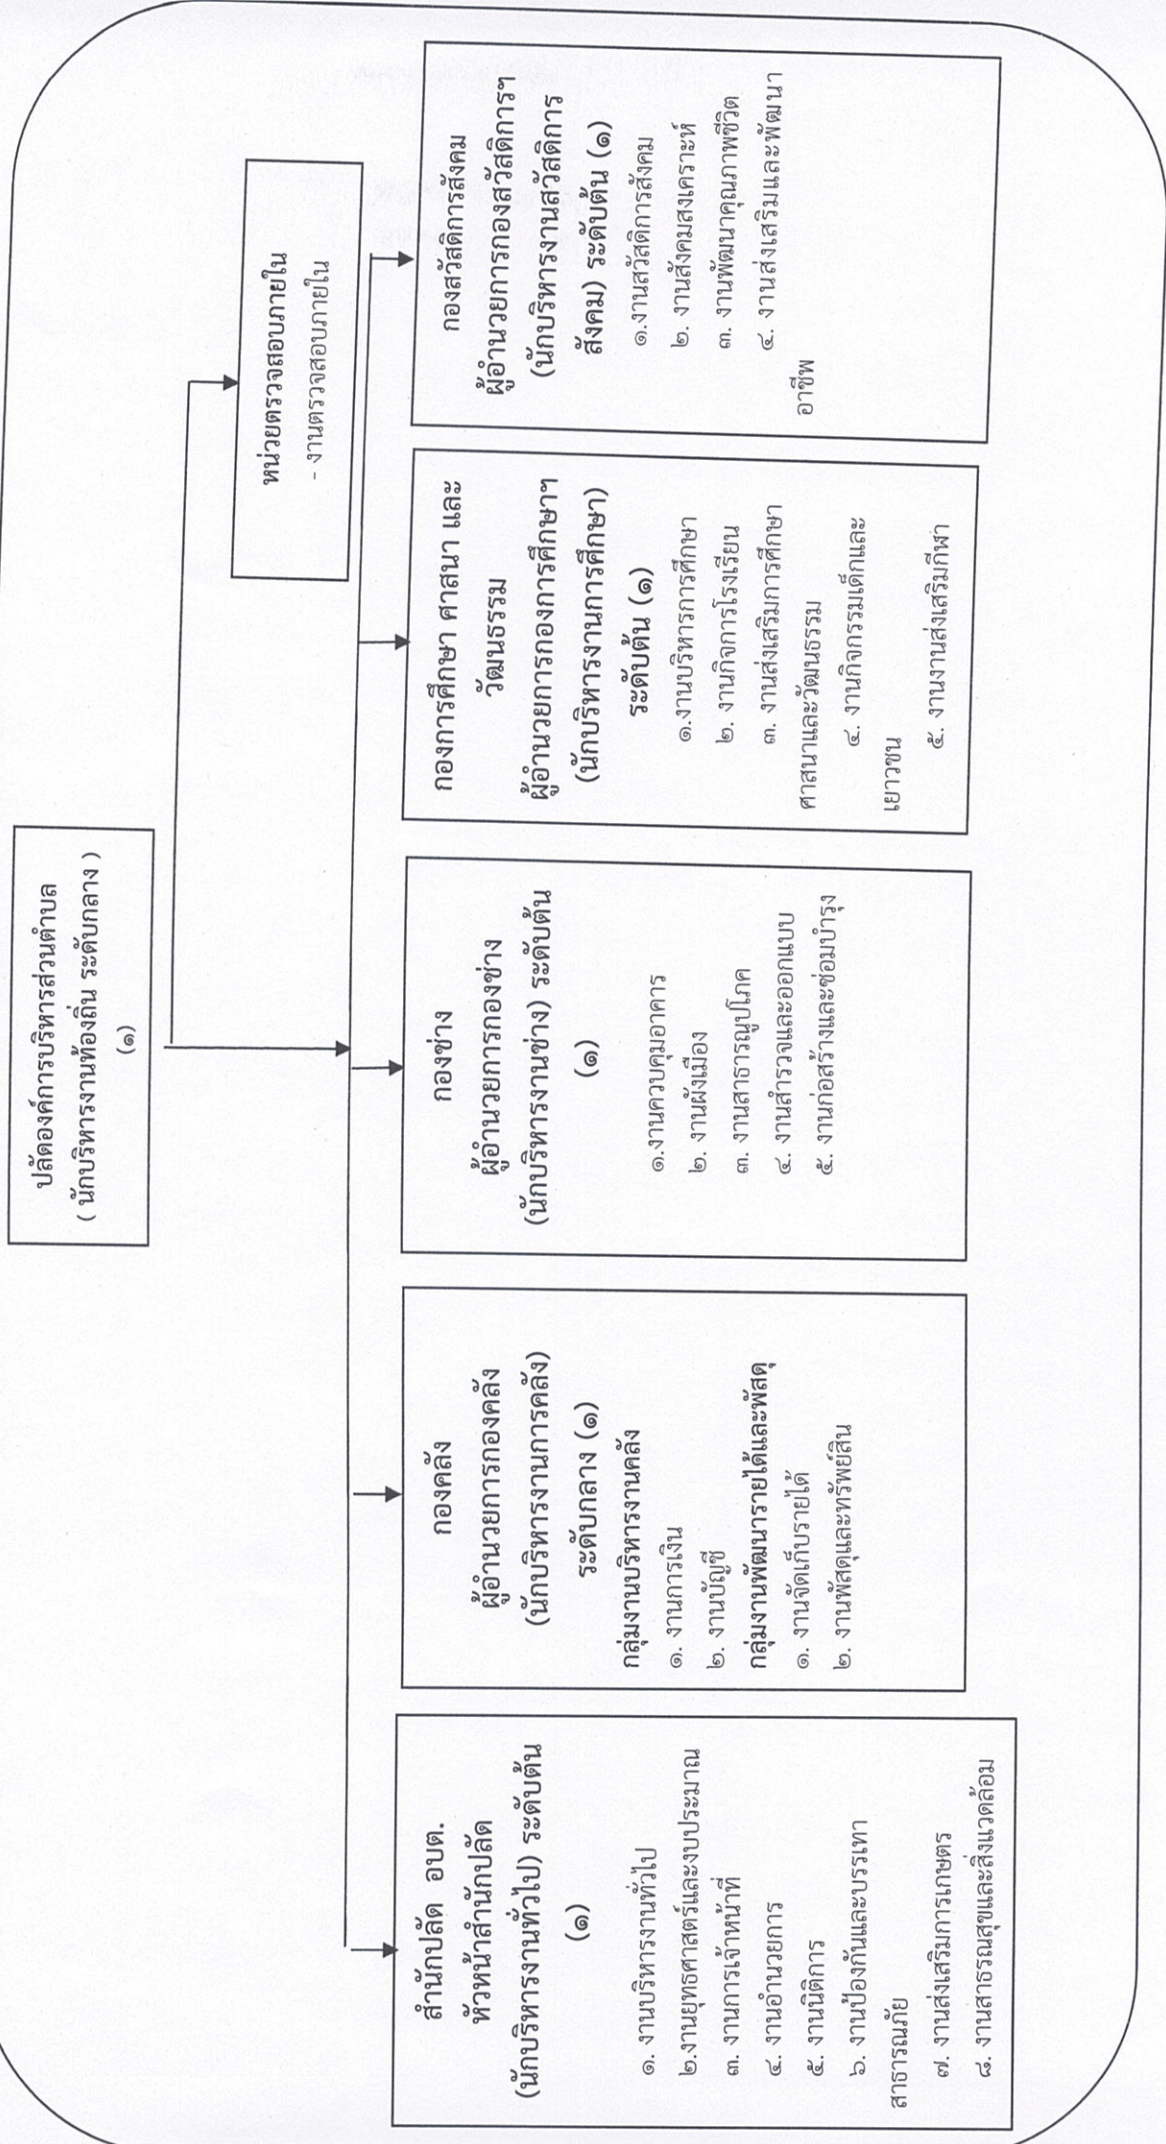 ปลัดองค์การบริหารส่วนตำบล
( นักบริหารงานท้องถิ่น ระดับกลาง )
(๑)
หน่วยตรวจสอบภายใน
- งานตรวจสอบภายใน
สำนักปลัด อบต.
หัวหน้าสำนักปลัด
(นักบริหารงานทั่วไป) ระดับต้น
(๑)
๑. งานบริหารงานทั่วไป
๒.งานยุทธศาสตร์และงบประมาณ
๓. งานการเจ้าหน้าที่
๔. งานอำนวยการ
๕. งานนิติการ
๖. งานป้องกันและบรรเทา
สาธารณภัย
๗. งานส่งเสริมการเกษตร
๘. งานสาธารณสุขและสิ่งแวดล้อม
กองคลัง
ผู้อำนวยการกองคลัง
(นักบริหารงานการคลัง)
ระดับกลาง (๑)
กลุ่มงานบริหารงานคลัง
๑. งานการเงิน
๒. งานบัญชี
กลุ่มงานพัฒนารายได้และพัสดุ
๑. งานจัดเก็บรายได้
๒. งานพัสดุและทรัพย์สิน
กองช่าง
ผู้อำนวยการกองช่าง
(นักบริหารงานช่าง) ระดับต้น
(๑)
๑.งานควบคุมอาคาร
๒. งานผังเมือง
๓. งานสาธารณูปโภค
๔. งานสำรวจและออกแบบ
๕. งานก่อสร้างและซ่อมบำรุง
กองการศึกษา ศาสนา และ
วัฒนธรรม
ผู้อำนวยการกองการศึกษาฯ
(นักบริหารงานการศึกษา)
ระดับต้น (๑)
๑.งานบริหารการศึกษา
๒. งานกิจการโรงเรียน
๓. งานส่งเสริมการศึกษา
ศาสนาและวัฒนธรรม
๔. งานกิจกรรมเด็กและ
เยาวชน
๕. งานงานส่งเสริมกีฬา
กองสวัสดิการสังคม
ผู้อำนวยการกองสวัสดิการฯ
(นักบริหารงานสวัสดิการ
สังคม) ระดับต้น (๑)
๑.งานสวัสดิการสังคม
๒. งานสังคมสงเคราะห์
๓. งานพัฒนาคุณภาพชีวิต
๔. งานส่งเสริมและพัฒนา
อาชีพ